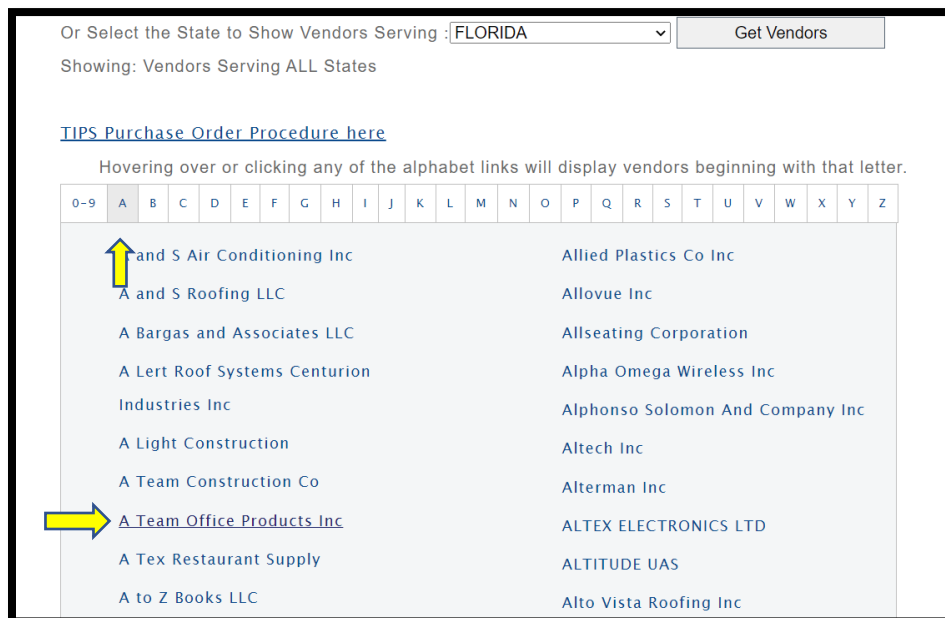 Or Select the State to Show Vendors Serving : FLORIDA Get Vendors
Showing: Vendors Serving ALL States
TIPS Purchase Order Procedure here
Hovering over or clicking any of the alphabet links will display vendors beginning with that letter.
0-9 A B C D E F G H I J K L M N O P Q R S T U V W X Y Z
and S Air Conditioning Inc
A and S Roofing LLC
A Bargas and Associates LLC
A Lert Roof Systems Centurion
Industries Inc
A Light Construction
A Team Construction Co
A Team Office Products Inc
A Tex Restaurant Supply
A to Z Books LLC
Allied Plastics Co Inc
Allovue Inc
Allseating Corporation
Alpha Omega Wireless Inc
Alphonso Solomon And Company Inc
Altech Inc
Alterman Inc
ALTEX ELECTRONICS LTD
ALTITUDE UAS
Alto Vista Roofing Inc